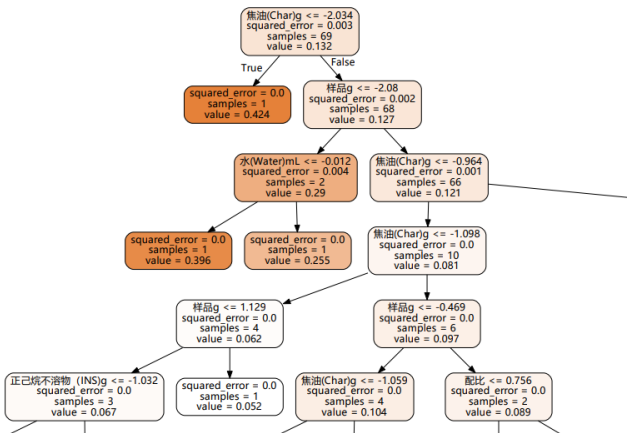 焦油(Char)g <= -2.034
squared_error = 0.003
samples = 69
value = 0.132
True
False
squared_error = 0.0
samples = 1
value = 0.424
样品g <= -2.08
squared_error = 0.002
samples = 68
value = 0.127
水(Water)mL <= -0.012
squared_error = 0.004
samples = 2
value = 0.29
焦油(Char)g <= -0.964
squared_error = 0.001
samples = 66
value = 0.121
squared_error = 0.0
samples = 1
value = 0.396
squared_error = 0.0
samples = 1
value = 0.255
焦油(Char)g <= -1.098
squared_error = 0.0
samples = 10
value = 0.081
样品g <= 1.129
squared_error = 0.0
samples = 4
value = 0.062
样品g <= -0.469
squared_error = 0.0
samples = 6
value = 0.097
正己烷不溶物（INS)g <= -1.032
squared_error = 0.0
samples = 3
value = 0.067
squared_error = 0.0
samples = 1
value = 0.052
焦油(Char)g <= -1.059
squared_error = 0.0
samples = 4
value = 0.104
配比 <= 0.756
squared_error = 0.0
samples = 2
value = 0.089